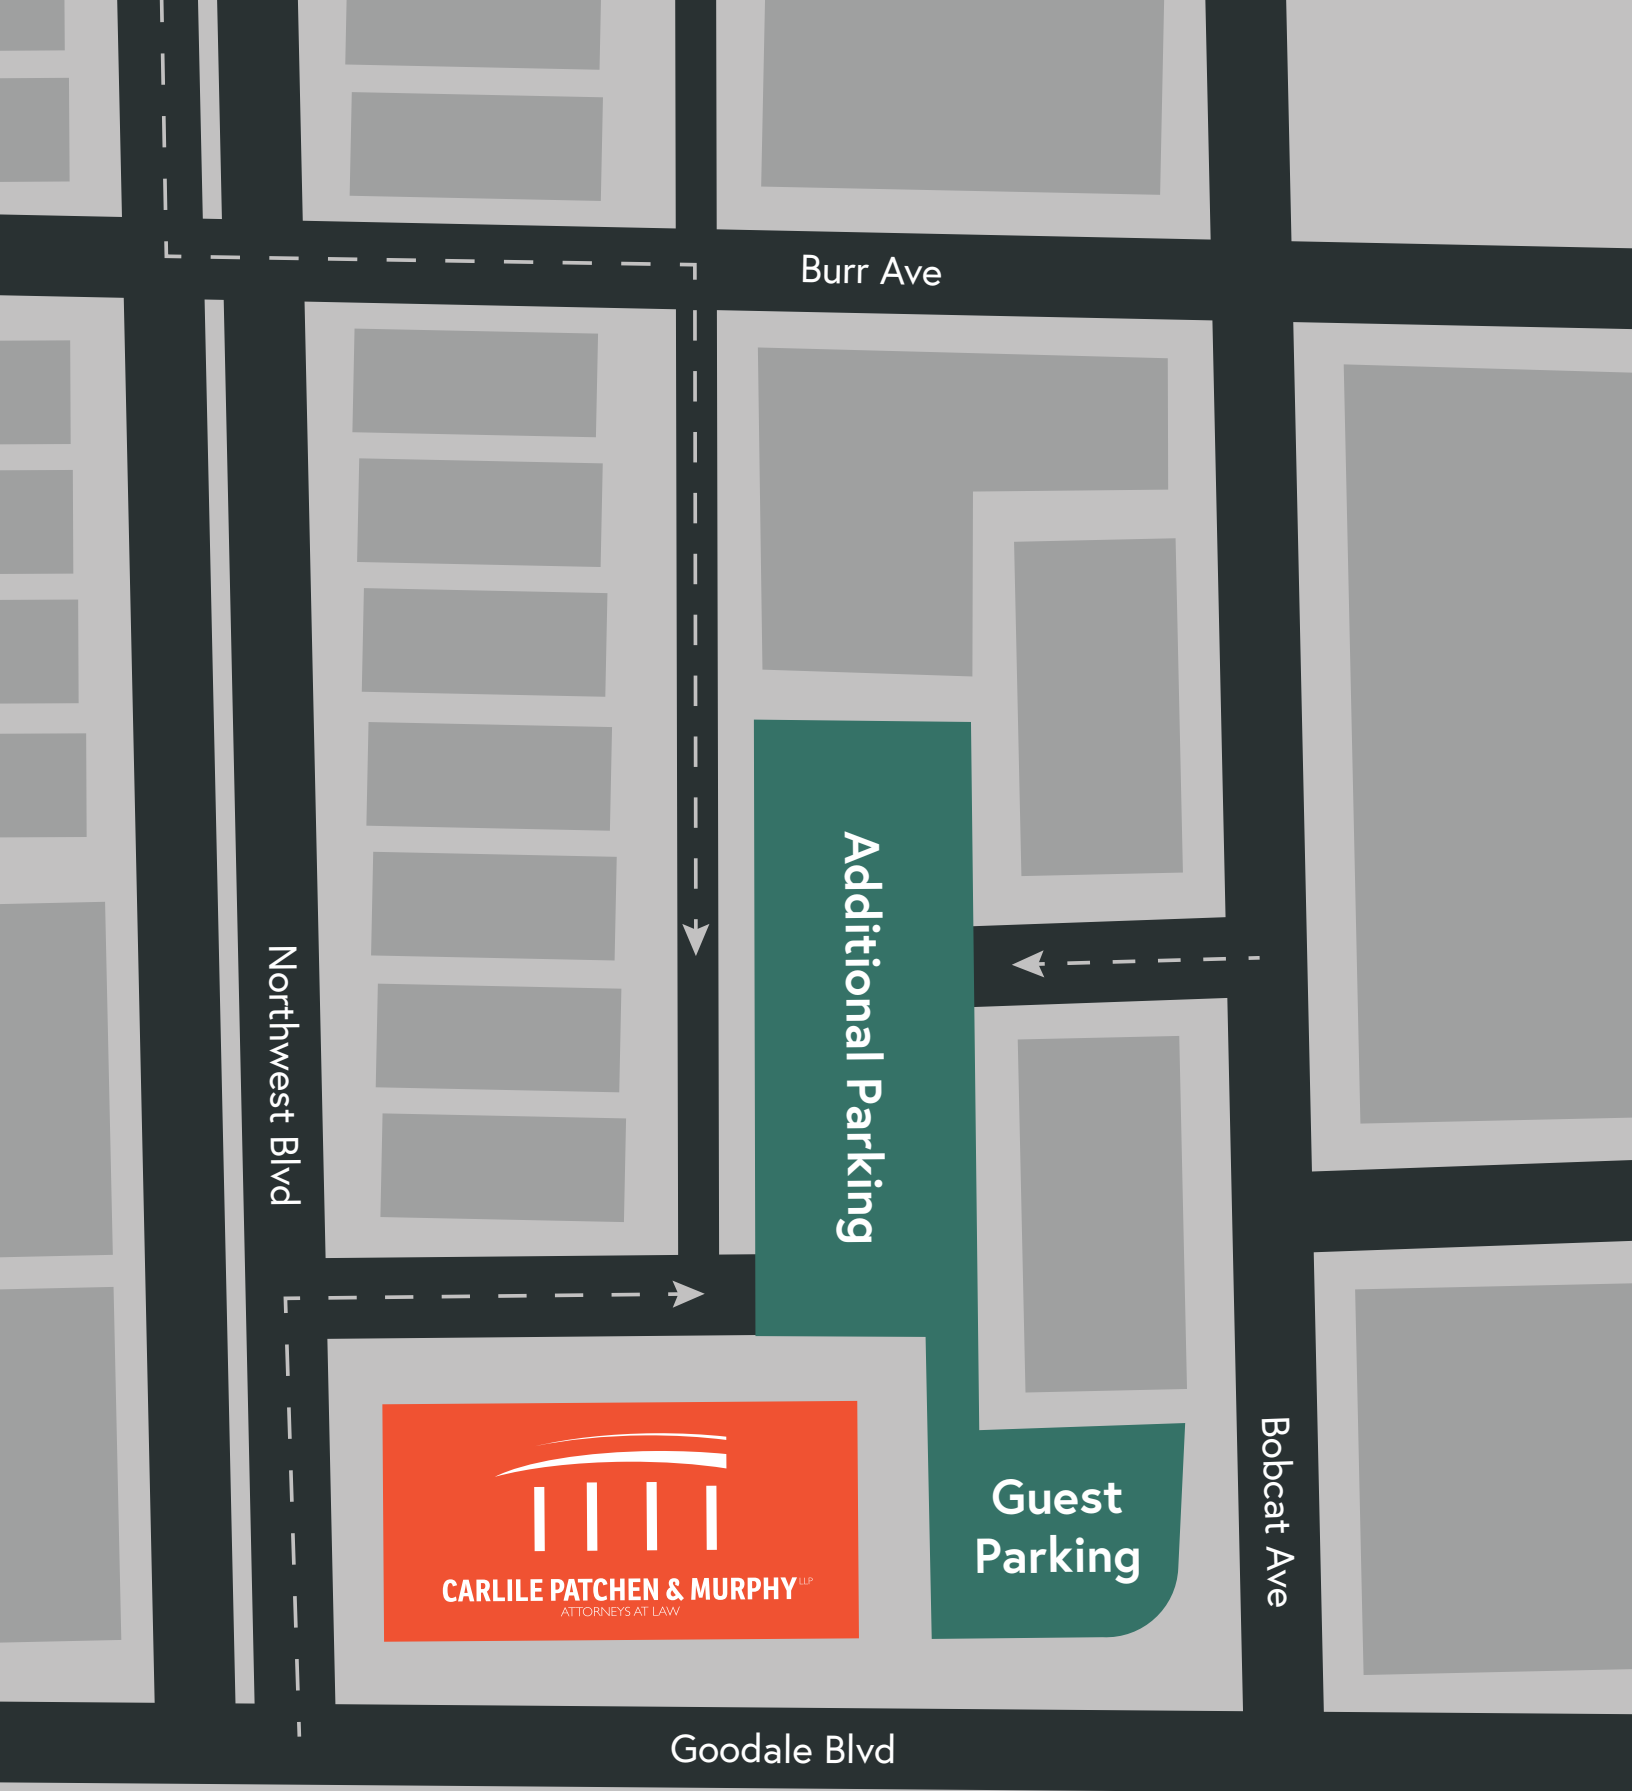 Burr Ave
Additional Parking
Northwest Blvd
Bobcat Ave
Guest
Parking
CARLILE PATCHEN & MURPHY LLP
ATTORNEYS AT LAW
Goodale Blvd